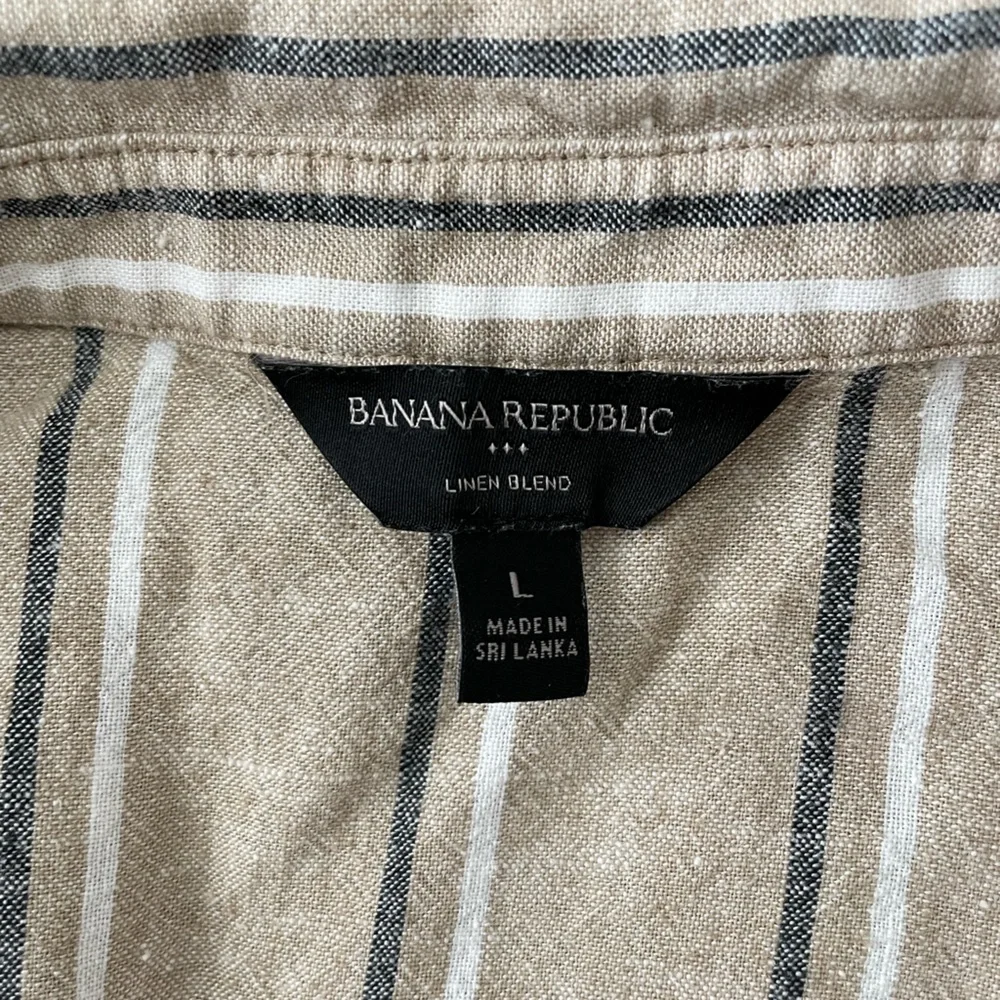 BANANA REPUBLIC
LINEN BLEND
L
MADE IN
SRI LANKA